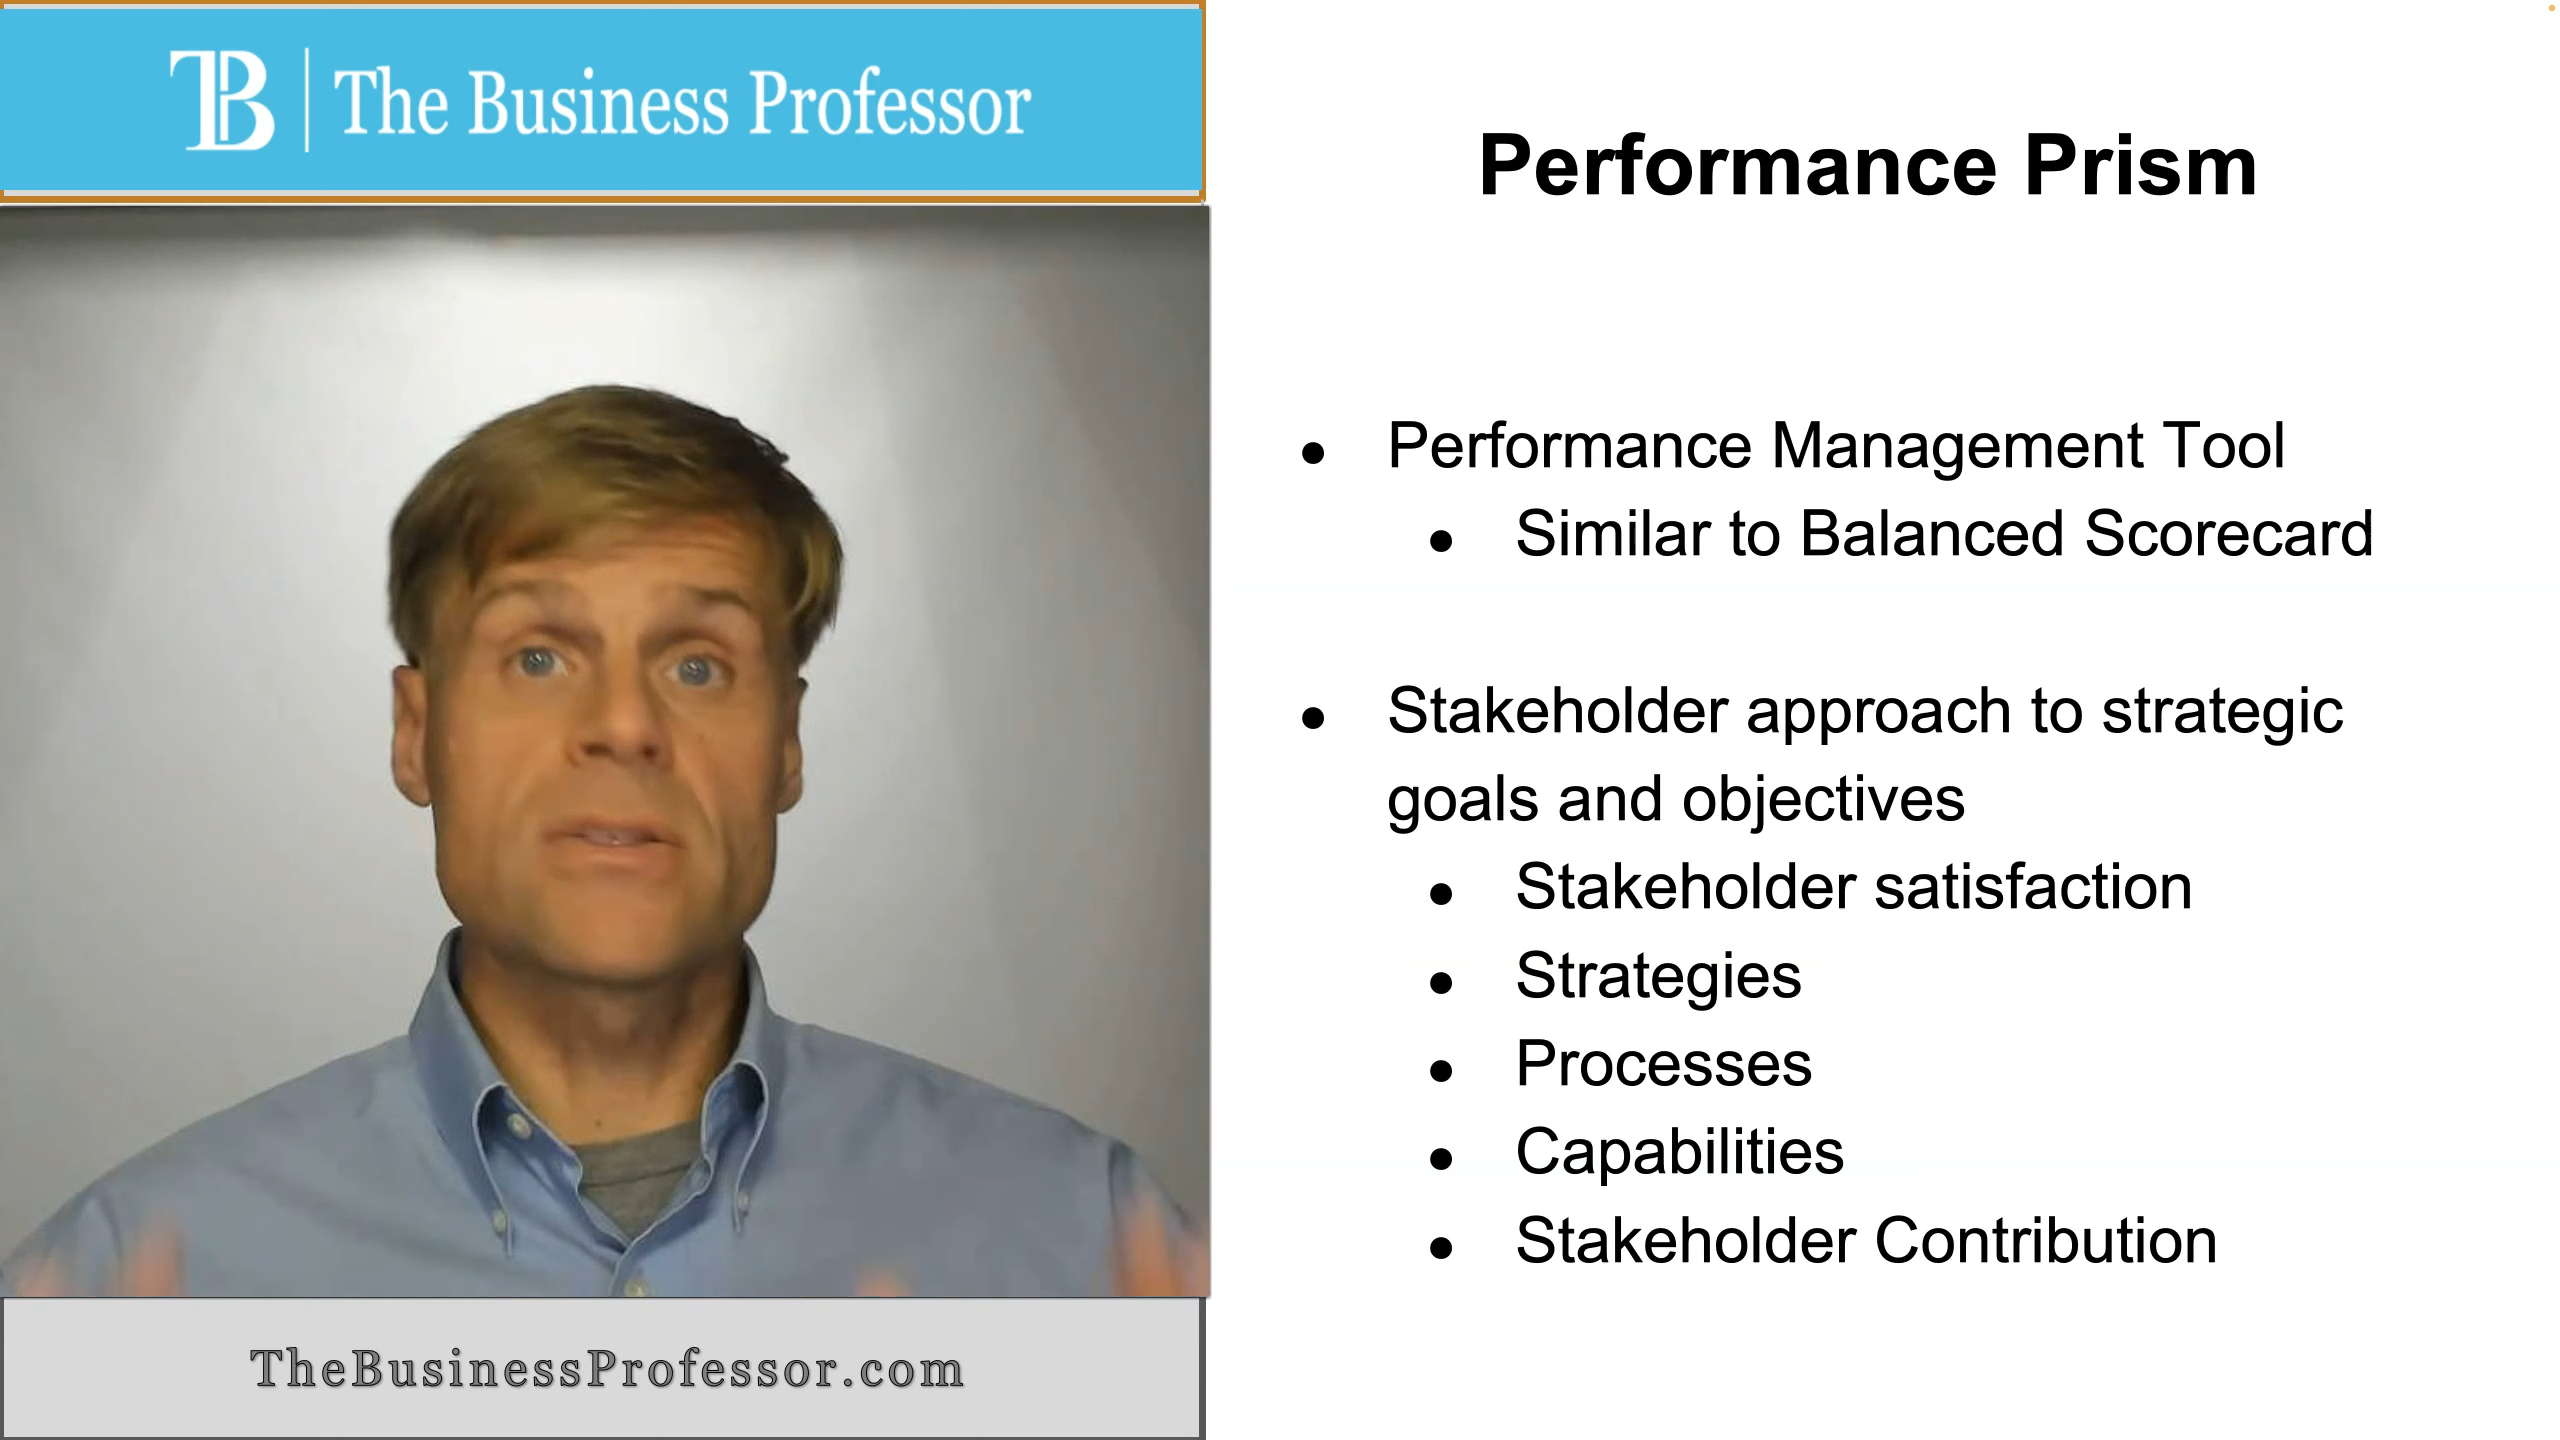 TB | The Business Professor
Performance Prism
● Performance Management Tool
● Similar to Balanced Scorecard
● Stakeholder approach to strategic
goals and objectives
● Stakeholder satisfaction
● Strategies
● Processes
● Capabilities
● Stakeholder Contribution
TheBusinessProfessor.com